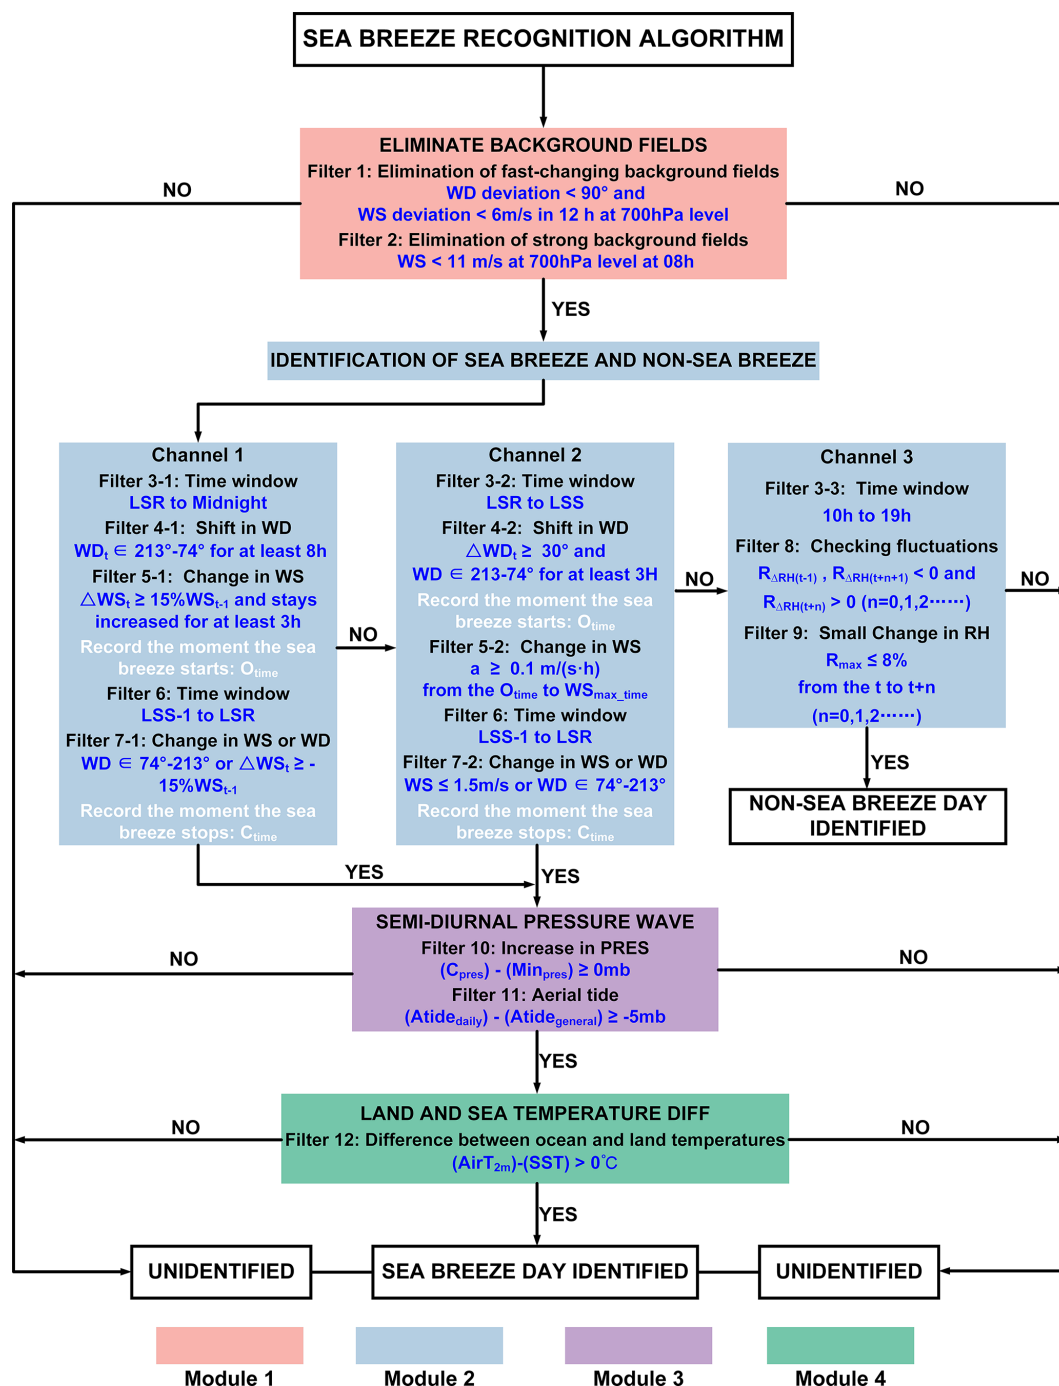 SEA BREEZE RECOGNITION ALGORITHM
ELIMINATE BACKGROUND FIELDS
Filter 1: Elimination of fast-changing background fields
WD deviation < 90° and
WS deviation < 6m/s in 12 h at 700hPa level
Filter 2: Elimination of strong background fields
WS < 11 m/s at 700hPa level at 08h
NO
NO
YES
IDENTIFICATION OF SEA BREEZE AND NON-SEA BREEZE
Channel 1
Filter 3-1: Time window
LSR to Midnight
Filter 4-1: Shift in WD
WDt ∈ 213°-74° for at least 8h
Filter 5-1: Change in WS
△WSt ≥ 15%WSt-1 and stays
increased for at least 3h
Record the moment the sea
breeze starts: Otime
Filter 6: Time window
LSS-1 to LSR
Filter 7-1: Change in WS or WD
WD ∈ 74°-213° or △WSt ≥ -
15%WSt-1
Record the moment the sea
breeze stops: Ctime
NO
Channel 2
Filter 3-2: Time window
LSR to LSS
Filter 4-2: Shift in WD
△WDt ≥ 30° and
WD ∈ 213-74° for at least 3H
Record the moment the sea
breeze starts: Otime
Filter 5-2: Change in WS
a ≥ 0.1 m/(s·h)
from the Otime to WSmax_time
Filter 6: Time window
LSS-1 to LSR
Filter 7-2: Change in WS or WD
WS ≤ 1.5m/s or WD ∈ 74°-213°
Record the moment the sea
breeze stops: Ctime
NO
Channel 3
Filter 3-3: Time window
10h to 19h
Filter 8: Checking fluctuations
RΔRH(t-1) , RΔRH(t+n+1) < 0 and
RΔRH(t+n) > 0 (n=0,1,2⋯⋯)
Filter 9: Small Change in RH
Rmax ≤ 8%
from the t to t+n
(n=0,1,2⋯⋯)
NO
YES
NON-SEA BREEZE DAY
IDENTIFIED
YES
YES
SEMI-DIURNAL PRESSURE WAVE
Filter 10: Increase in PRES
(Cpres) - (Minpres) ≥ 0mb
Filter 11: Aerial tide
(Atidedaily) - (Atidegeneral) ≥ -5mb
NO
NO
YES
LAND AND SEA TEMPERATURE DIFF
Filter 12: Difference between ocean and land temperatures
(AirT2m)-(SST) > 0℃
NO
NO
YES
UNIDENTIFIED
SEA BREEZE DAY IDENTIFIED
UNIDENTIFIED
Module 1
Module 2
Module 3
Module 4